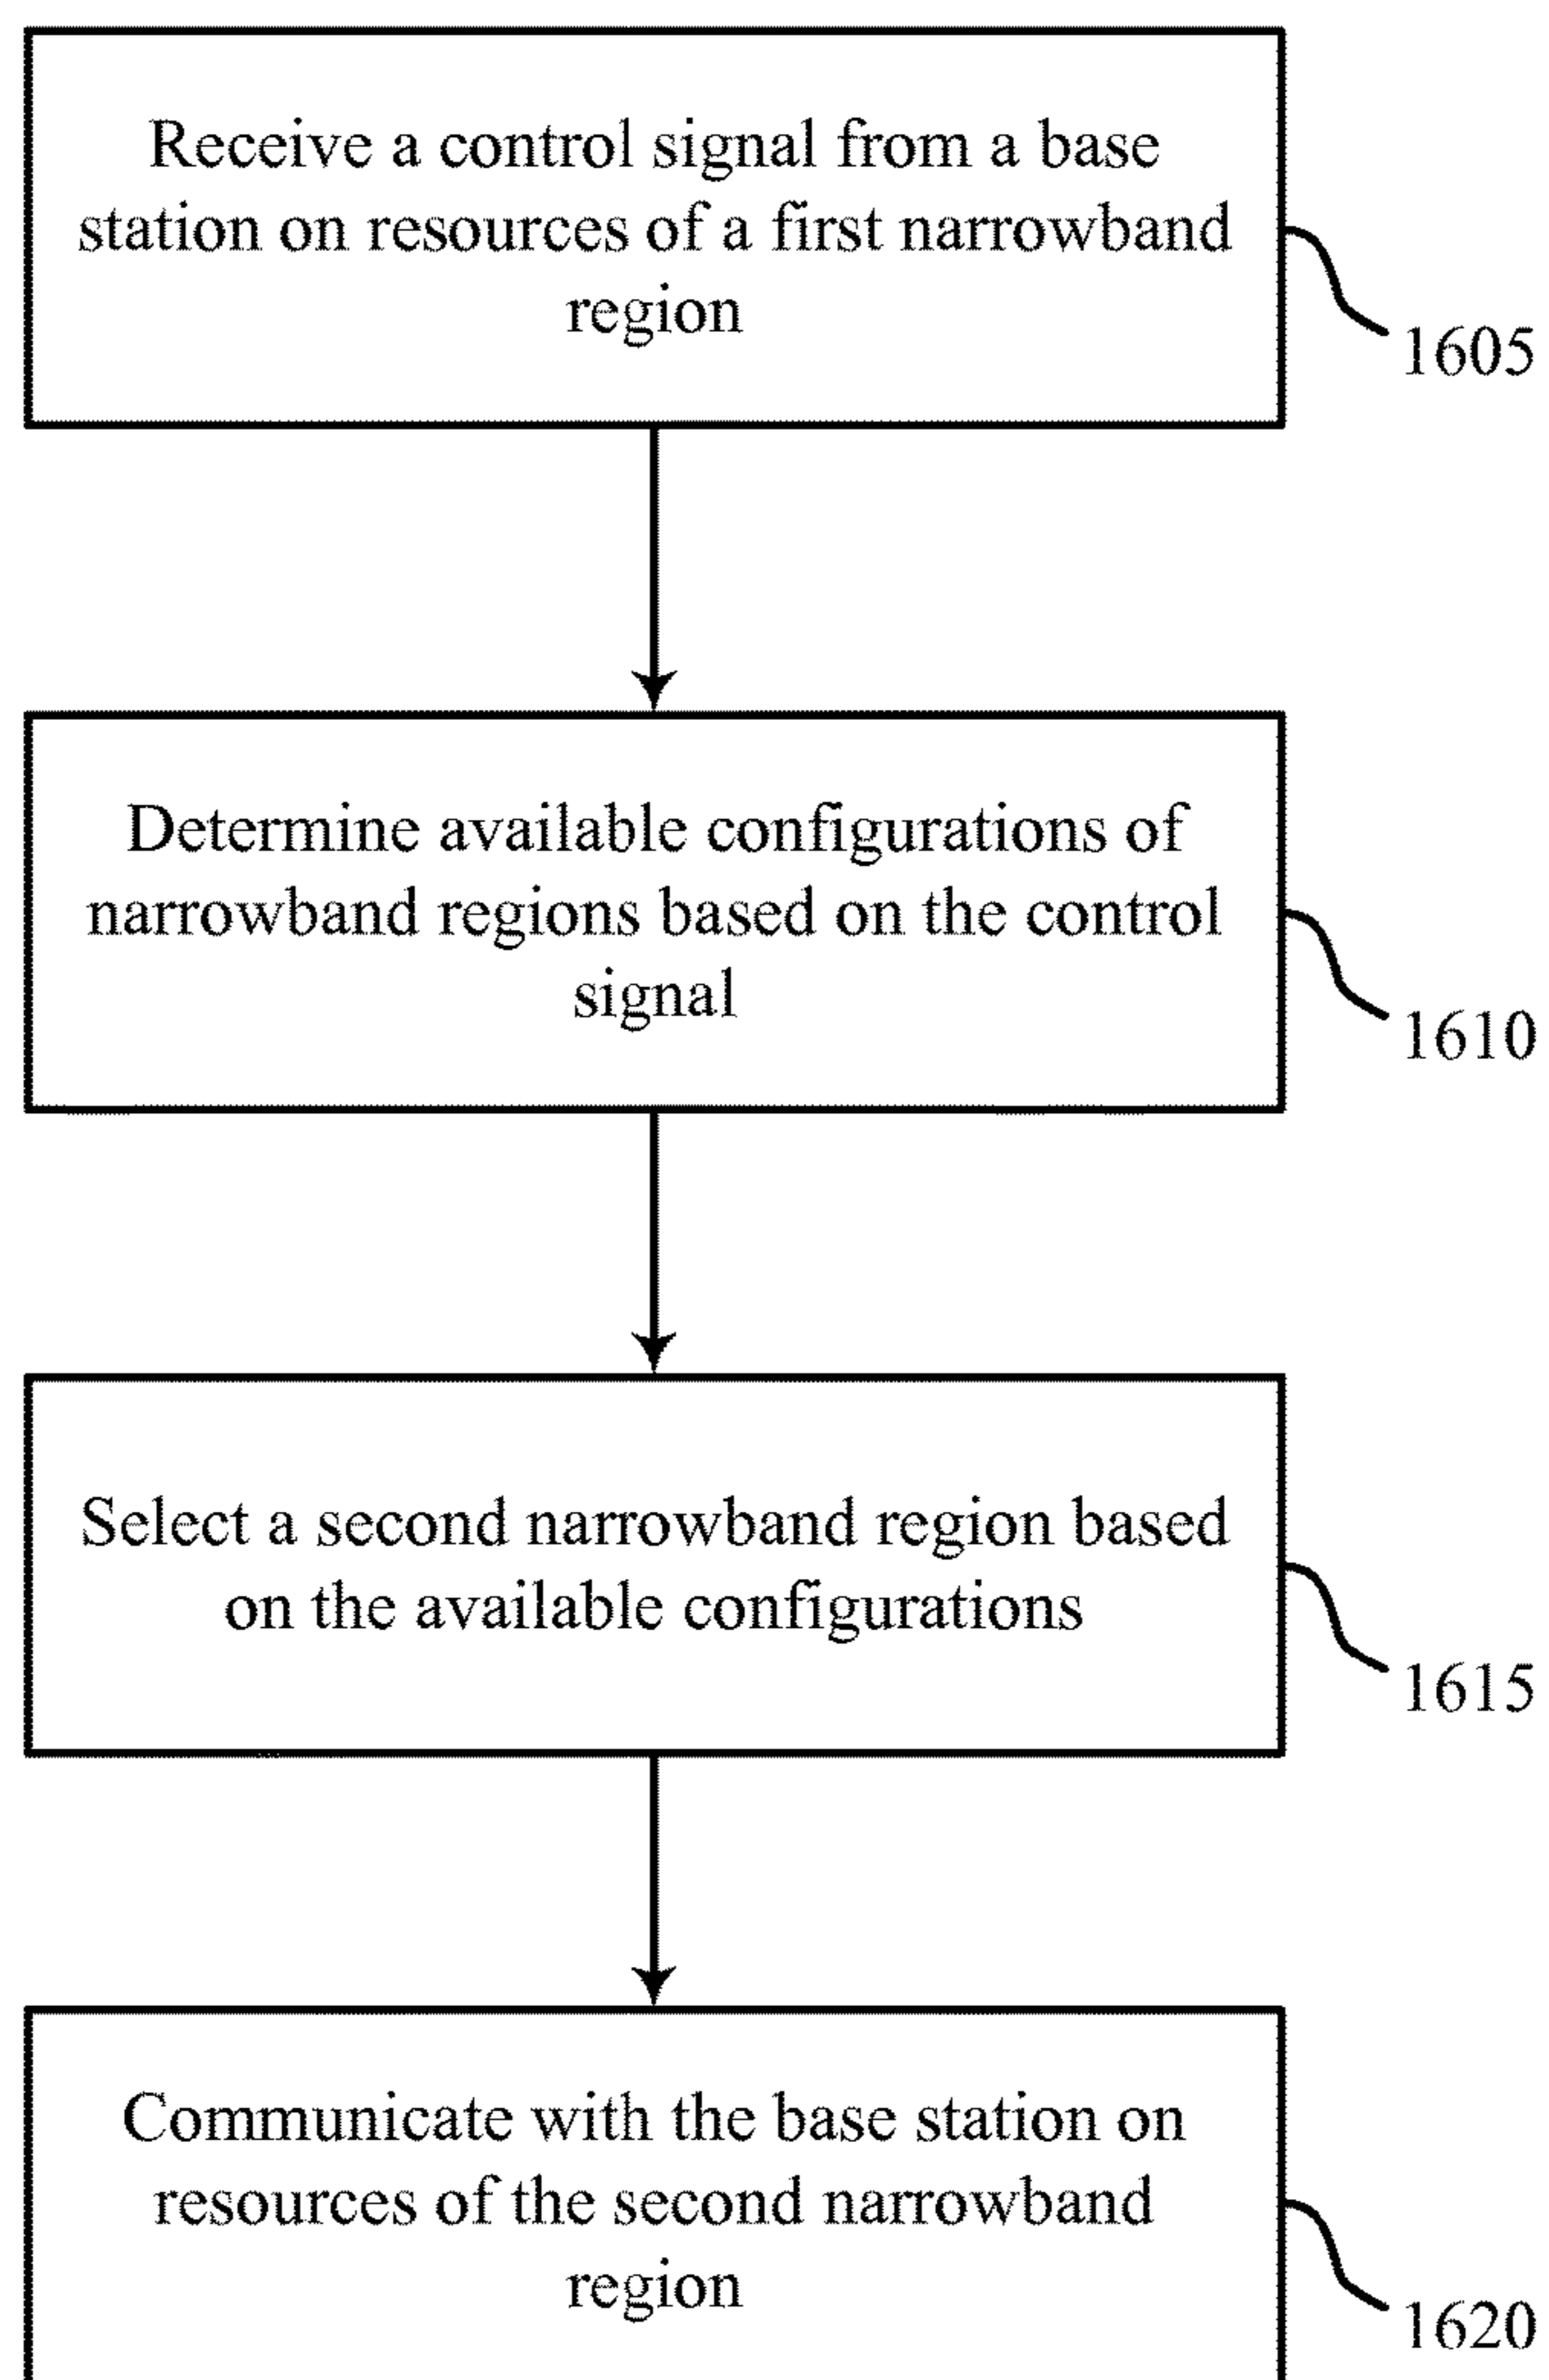 Receive a control signal from a base
station on resources of a first narrowband
region
1605
Determine available configurations of
narrowband regions based on the control
signal
1610
Select a second narrowband region based
on the available configurations
1615
Communicate with the base station on
resources of the second narrowband
region
1620